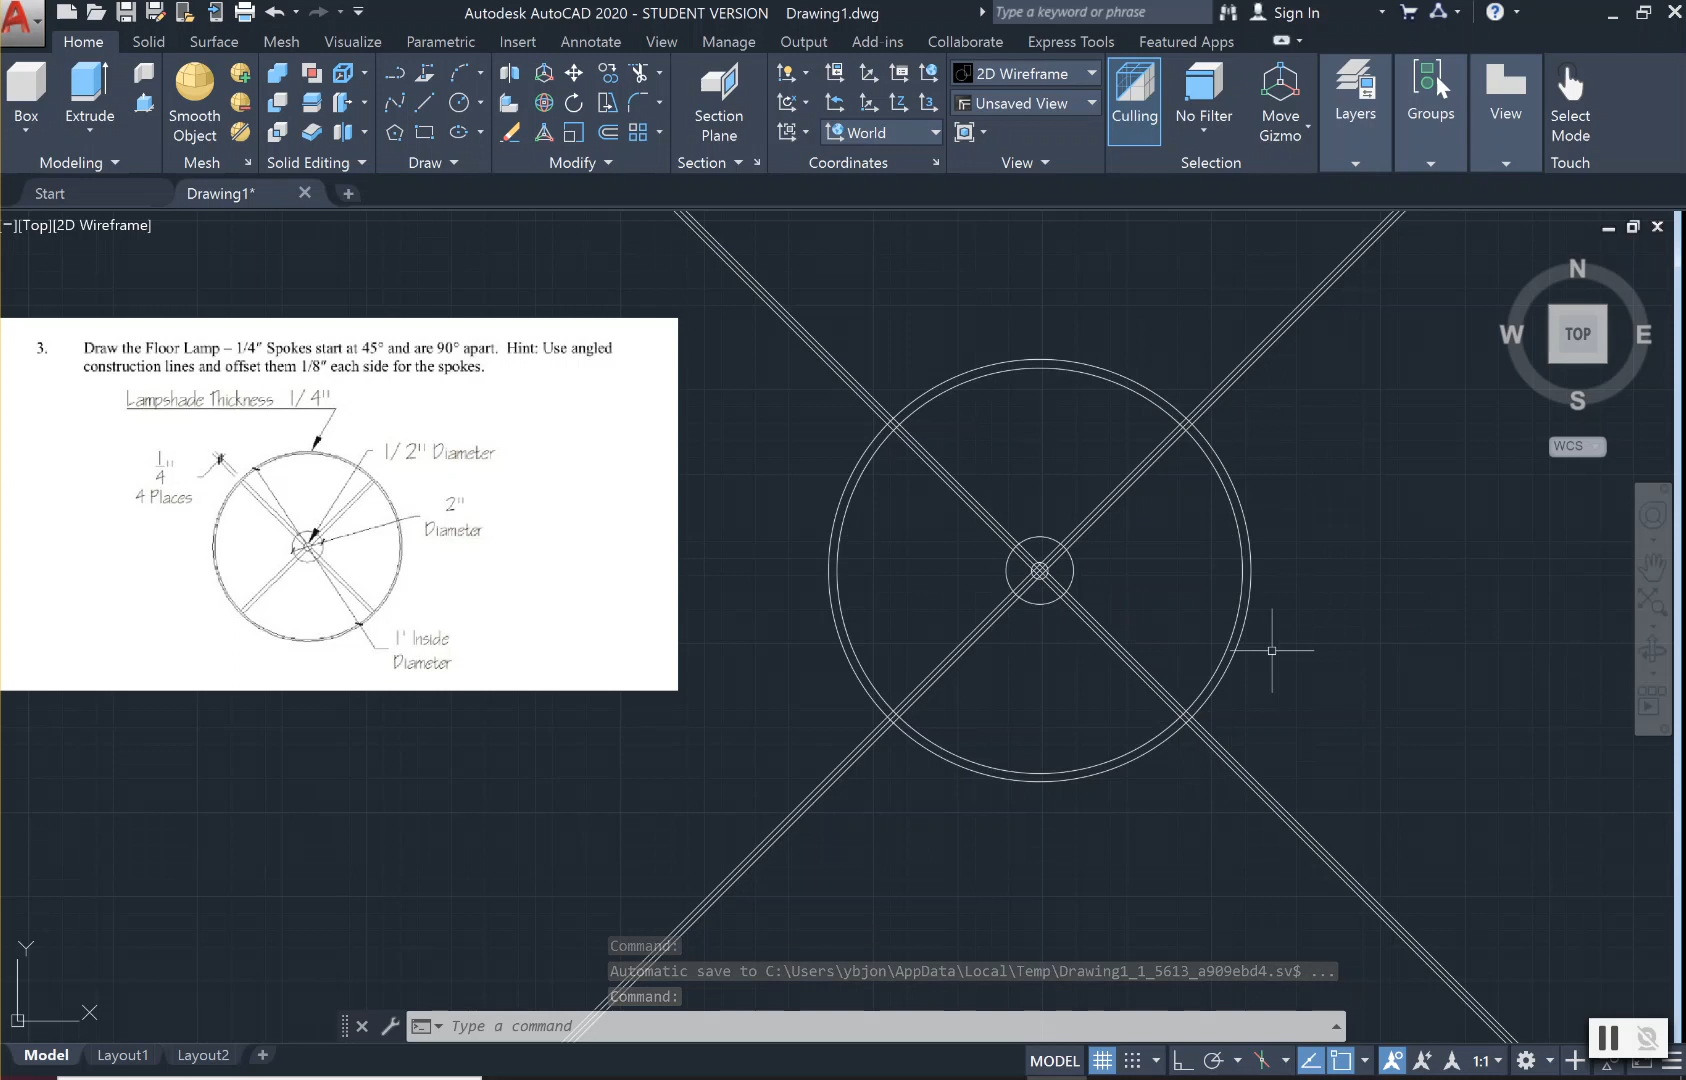 Autodesk AutoCAD 2020 - STUDENT VERSION Drawing1.dwg
Type a keyword or phrase
Sign In
Home Solid Surface Mesh Visualize Parametric Insert Annotate View Manage Output Add-ins Collaborate Express Tools Featured Apps
2D Wireframe
Unsaved View
World
Box
Extrude
Smooth
Object
Section
Plane
Culling
No Filter
Move
Gizmo
Layers
Groups
View
Select
Mode
Modeling
Mesh
Solid Editing
Draw
Modify
Section
Coordinates
View
Selection
Touch
Start
Drawing1*
[Top][2D Wireframe]
N
W TOP E
S
WCS
3. Draw the Floor Lamp – 1/4" Spokes start at 45° and are 90° apart. Hint: Use angled
construction lines and offset them 1/8" each side for the spokes.
Lampshade Thickness 1/4"
1/2" Diameter
1"
4
4 Places
2"
Diameter
1' Inside
Diameter
Y
X
Command:
Automatic save to C:\Users\ybjon\AppData\Local\Temp\Drawing1_1_5613_a909ebd4.sv$ ...
Command:
Type a command
Model Layout1 Layout2
MODEL
1:1